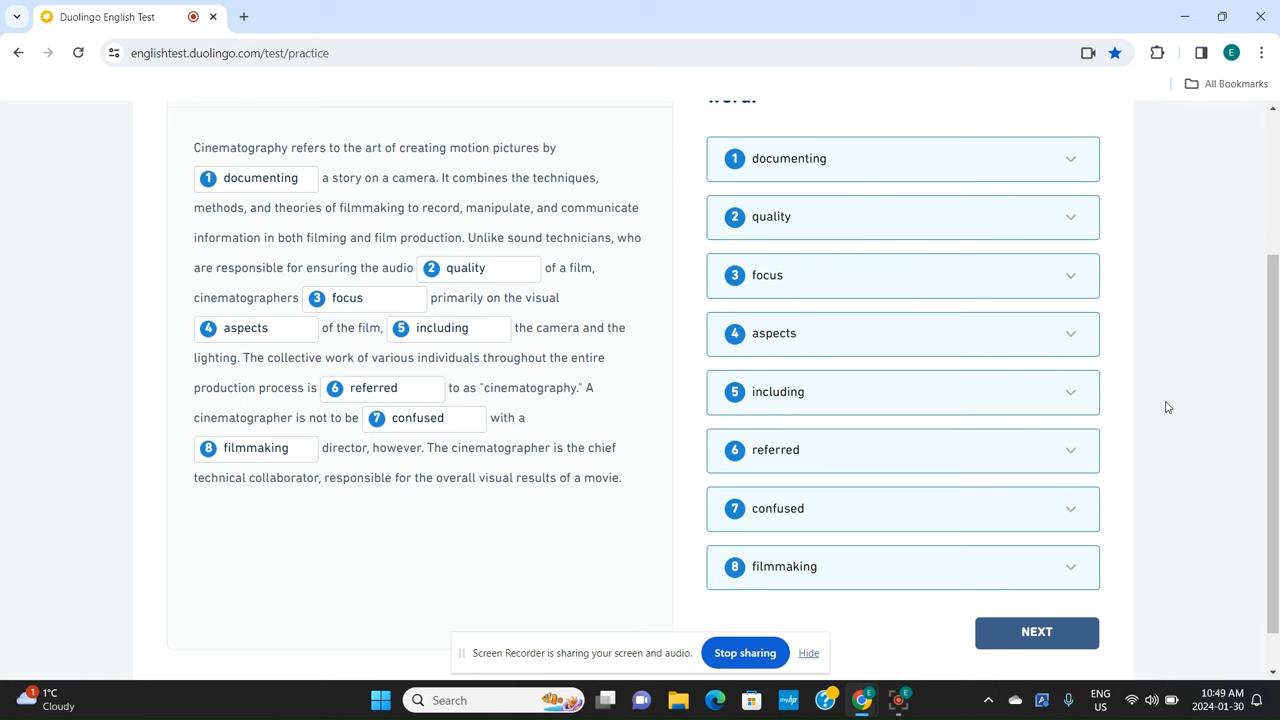 Duolingo English Test
englishtest.duolingo.com/test/practice
E
All Bookmarks
Cinematography refers to the art of creating motion pictures by
1 documenting a story on a camera. It combines the techniques,
methods, and theories of filmmaking to record, manipulate, and communicate
information in both filming and film production. Unlike sound technicians, who
are responsible for ensuring the audio 2 quality of a film,
cinematographers 3 focus primarily on the visual
4 aspects of the film, 5 including the camera and the
lighting. The collective work of various individuals throughout the entire
production process is 6 referred to as "cinematography." A
cinematographer is not to be 7 confused with a
8 filmmaking director, however. The cinematographer is the chief
technical collaborator, responsible for the overall visual results of a movie.
word.
1 documenting
2 quality
3 focus
4 aspects
5 including
6 referred
7 confused
8 filmmaking
NEXT
Screen Recorder is sharing your screen and audio. Stop sharing Hide
1
1°C
Cloudy
Search
E
E
ENG
US
10:49 AM
2024-01-30